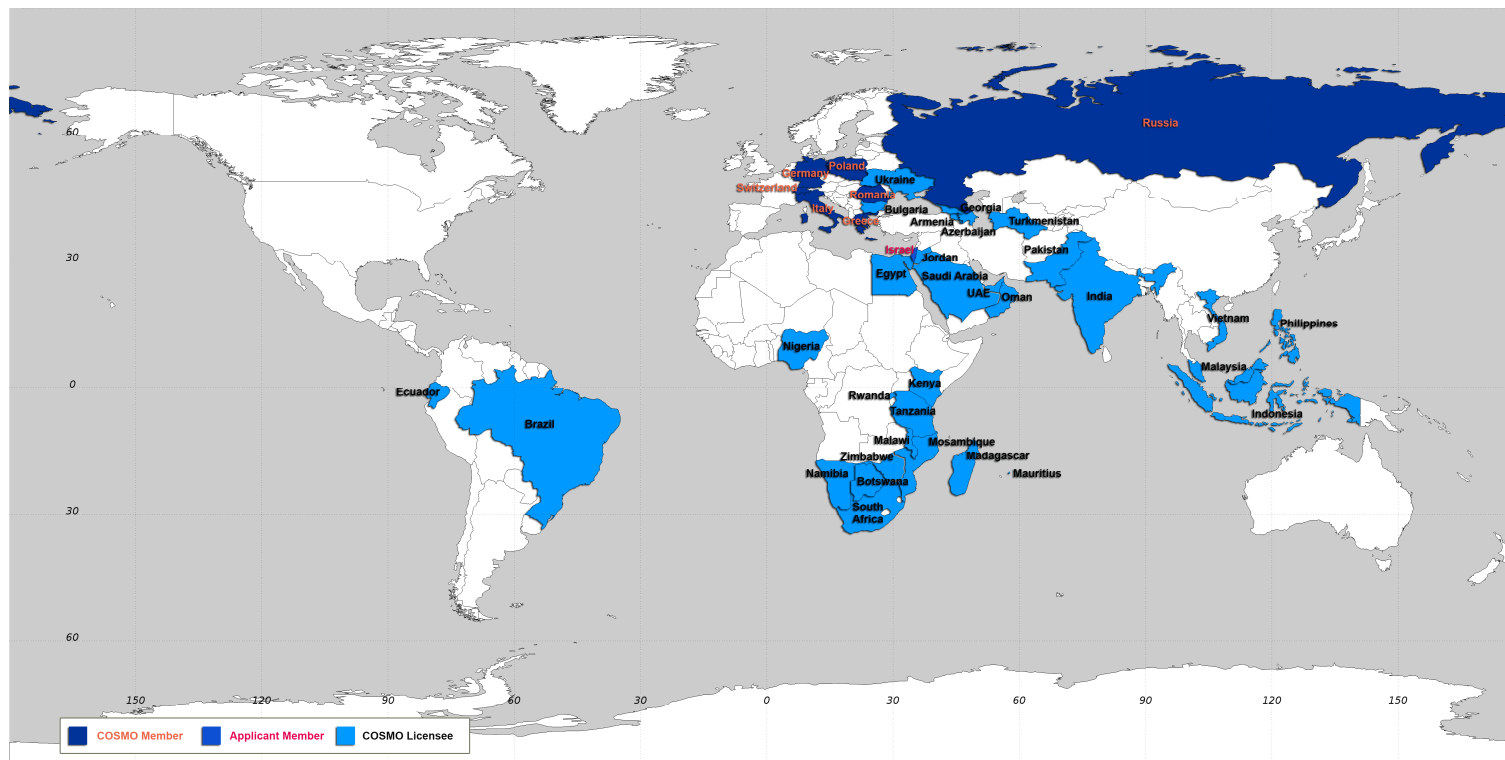 Russia
60
Poland
Germany
Ukraine
Switzerland
Romania
Italy
Bulgaria
Georgia
Greece
Armenia
Turkmenistan
Azerbaijan
Israel
Pakistan
30
Jordan
Egypt
Saudi Arabia
UAE
Oman
India
Vietnam
Philippines
Nigeria
Malaysia
0
Ecuador
Kenya
Rwanda
Tanzania
Indonesia
Brazil
Malawi
Mosambique
Zimbabwe
Madagascar
Namibia
Mauritius
Botswana
South
Africa
30
60
150 120 90 60 30 0 30 60 90 120 150
COSMO Member Applicant Member COSMO Licensee